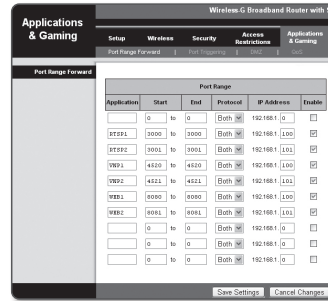 Wireless-G Broadband Router with S
Applications & Gaming
Setup Wireless Security Access Restrictions Applications & Gaming
Port Range Forward | Port Triggering | DMZ | QoS
Port Range Forward
Port Range
Application Start End Protocol IP Address Enable
0 to 0 Both 192.168.1. 0
RTSP1 3000 to 3000 Both 192.168.1. 100
RTSP2 3001 to 3001 Both 192.168.1. 101
VNP1 4520 to 4520 Both 192.168.1. 100
VNP2 4521 to 4521 Both 192.168.1. 101
WEB1 8080 to 8080 Both 192.168.1. 100
WEB2 8081 to 8081 Both 192.168.1. 101
0 to 0 Both 192.168.1. 0
0 to 0 Both 192.168.1. 0
0 to 0 Both 192.168.1. 0
Save Settings Cancel Changes